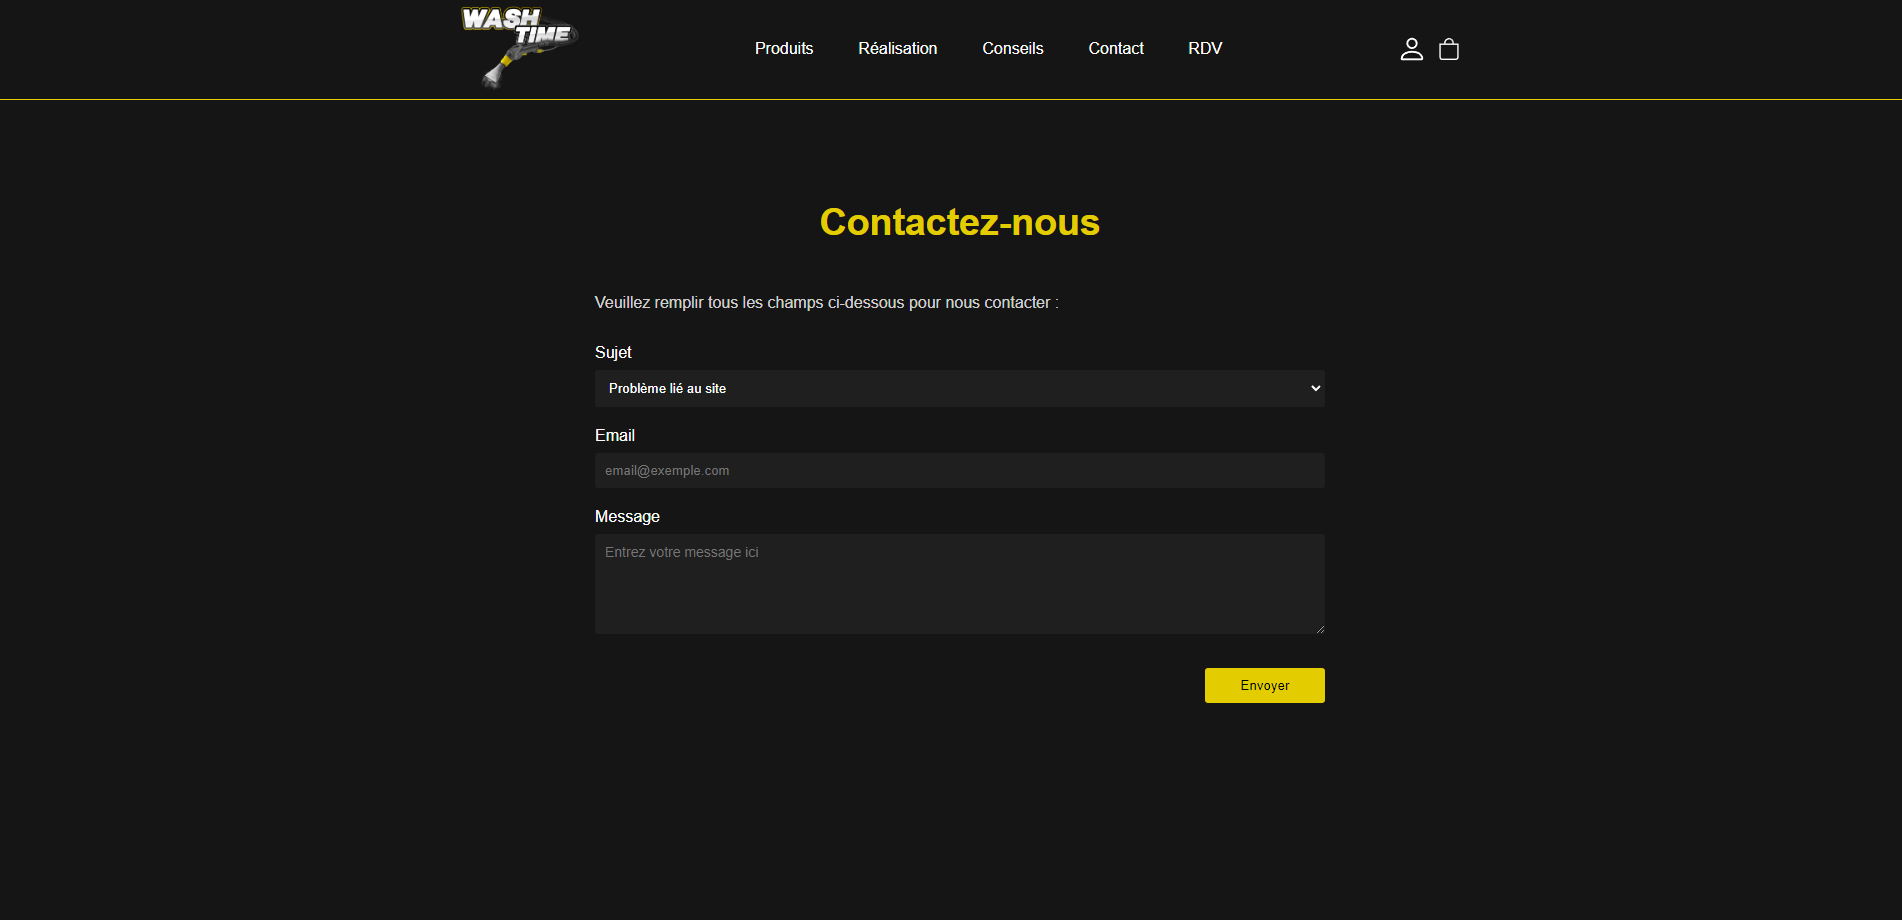 WASH
TIME
Produits Réalisation Conseils Contact RDV
Contactez-nous
Veuillez remplir tous les champs ci-dessous pour nous contacter :
Sujet
Problème lié au site
Email
email@exemple.com
Message
Entrez votre message ici
Envoyer